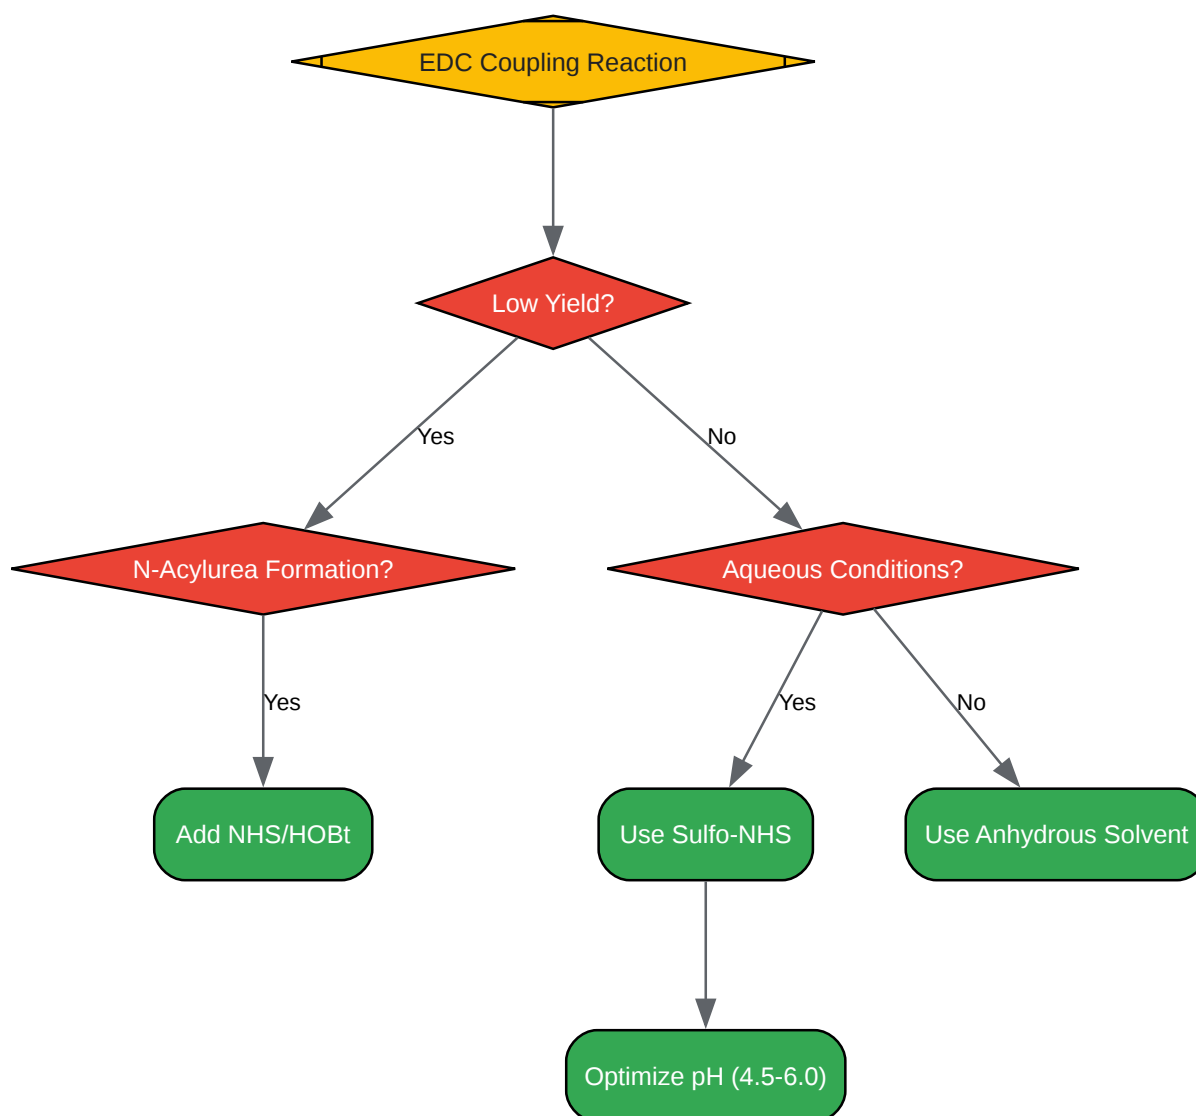 EDC Coupling Reaction
Low Yield?
Yes
No
N-Acylurea Formation?
Aqueous Conditions?
Yes
Yes
No
Add NHS/HOBt
Use Sulfo-NHS
Use Anhydrous Solvent
Optimize pH (4.5-6.0)